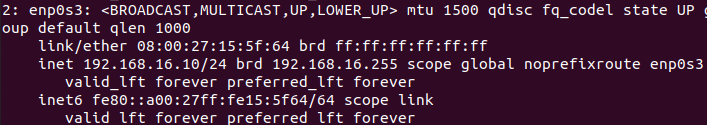 2: enp0s3: <BROADCAST,MULTICAST,UP,LOWER_UP> mtu 1500 qdisc fq_codel state UP g
oup default qlen 1000
link/ether 08:00:27:15:5f:64 brd ff:ff:ff:ff:ff:ff
inet 192.168.16.10/24 brd 192.168.16.255 scope global noprefixroute enp0s3
valid_lft forever preferred_lft forever
inet6 fe80::a00:27ff:fe15:5f64/64 scope link
valid_lft forever preferred_lft forever